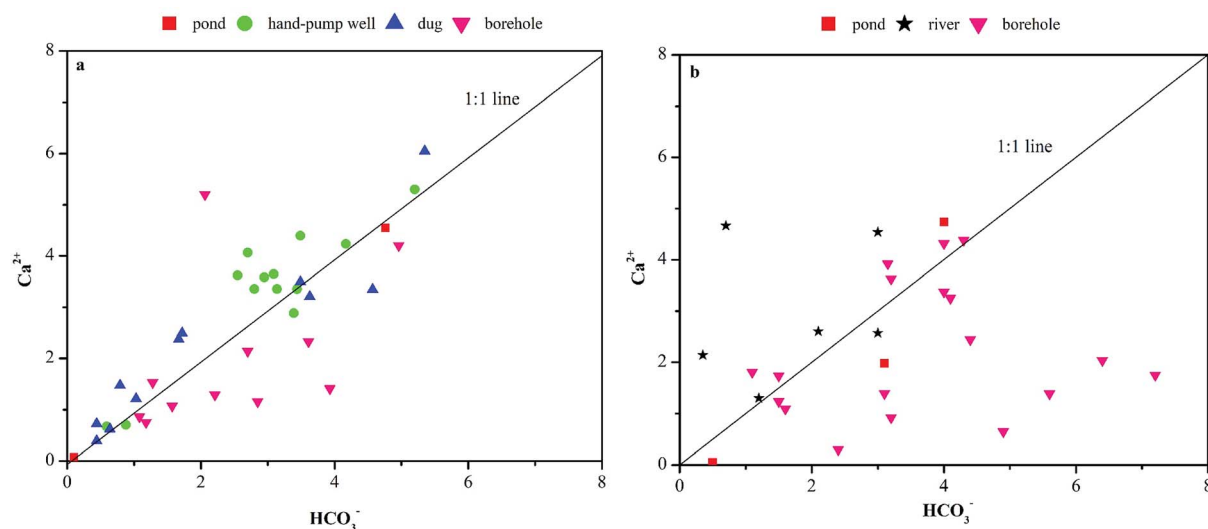 pond hand-pump well dug borehole
8
a
1:1 line
6
Ca2+
4
2
0
0 2 4 6 8
HCO3-
pond river borehole
8
b
6
1:1 line
Ca2+
4
2
0
0 2 4 6 8
HCO3-